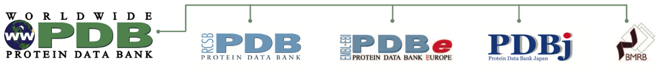 WORLDWIDE
ww PDB
PROTEIN DATA BANK
RCSB PDB
PROTEIN DATA BANK
EMBL-EBI PDBe
PROTEIN DATA BANK EUROPE
PDBj
Protein Data Bank Japan
BMRB